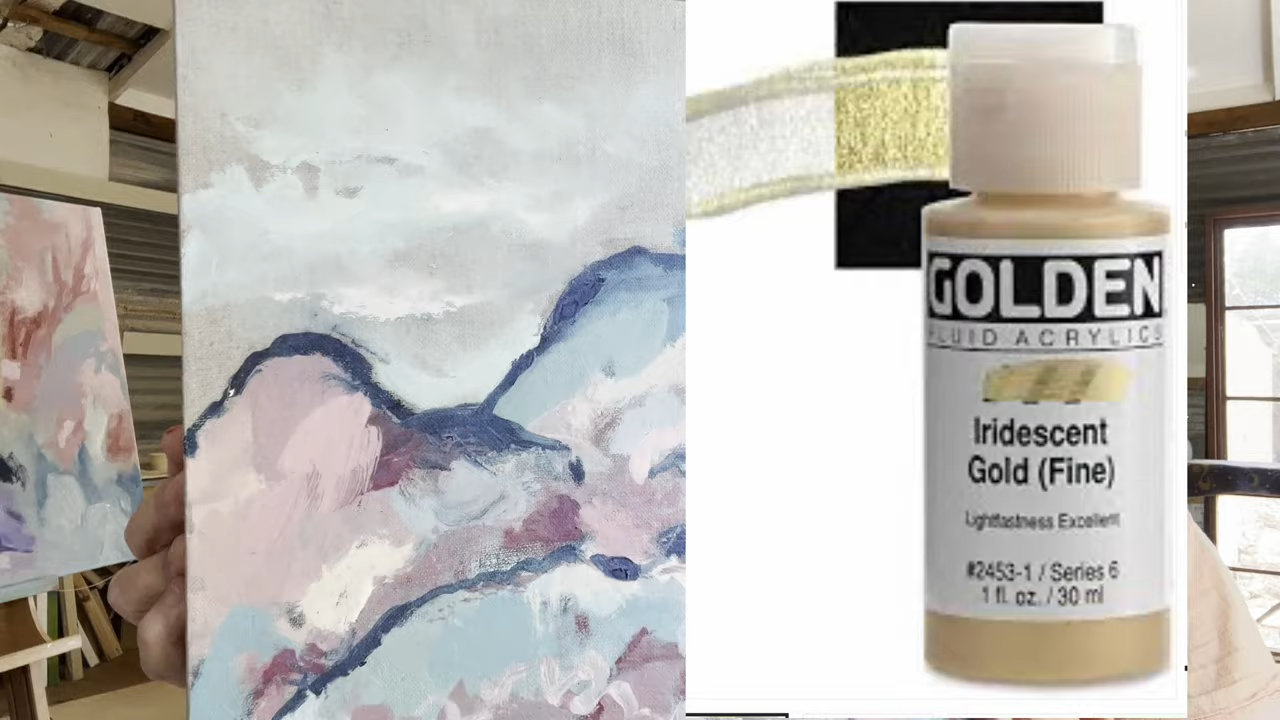 GOLDEN
FLUID ACRYLICS
Iridescent
Gold (Fine)
Lightfastness Excellent
#2453-1 / Series 6
1 fl. oz. / 30 ml